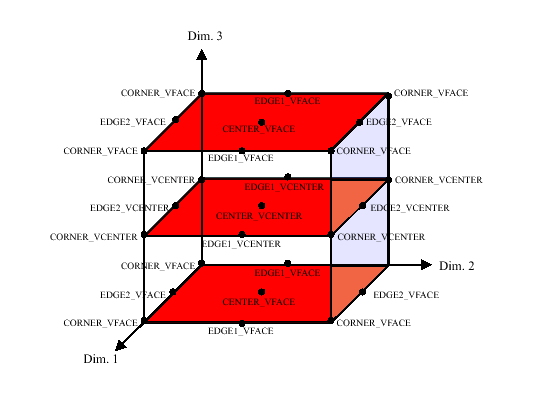 Dim. 3
CORNER_VFACE
CORNER_VFACE
EDGE1_VFACE
EDGE2_VFACE
EDGE2_VFACE
CENTER_VFACE
CORNER_VFACE
CORNER_VFACE
EDGE1_VFACE
CORNER_VCENTER
CORNER_VCENTER
EDGE1_VCENTER
EDGE2_VCENTER
EDGE2_VCENTER
CENTER_VCENTER
CORNER_VCENTER
CORNER_VCENTER
EDGE1_VCENTER
CORNER_VFACE
Dim. 2
EDGE1_VFACE
EDGE2_VFACE
EDGE2_VFACE
CENTER_VFACE
CORNER_VFACE
CORNER_VFACE
EDGE1_VFACE
Dim. 1